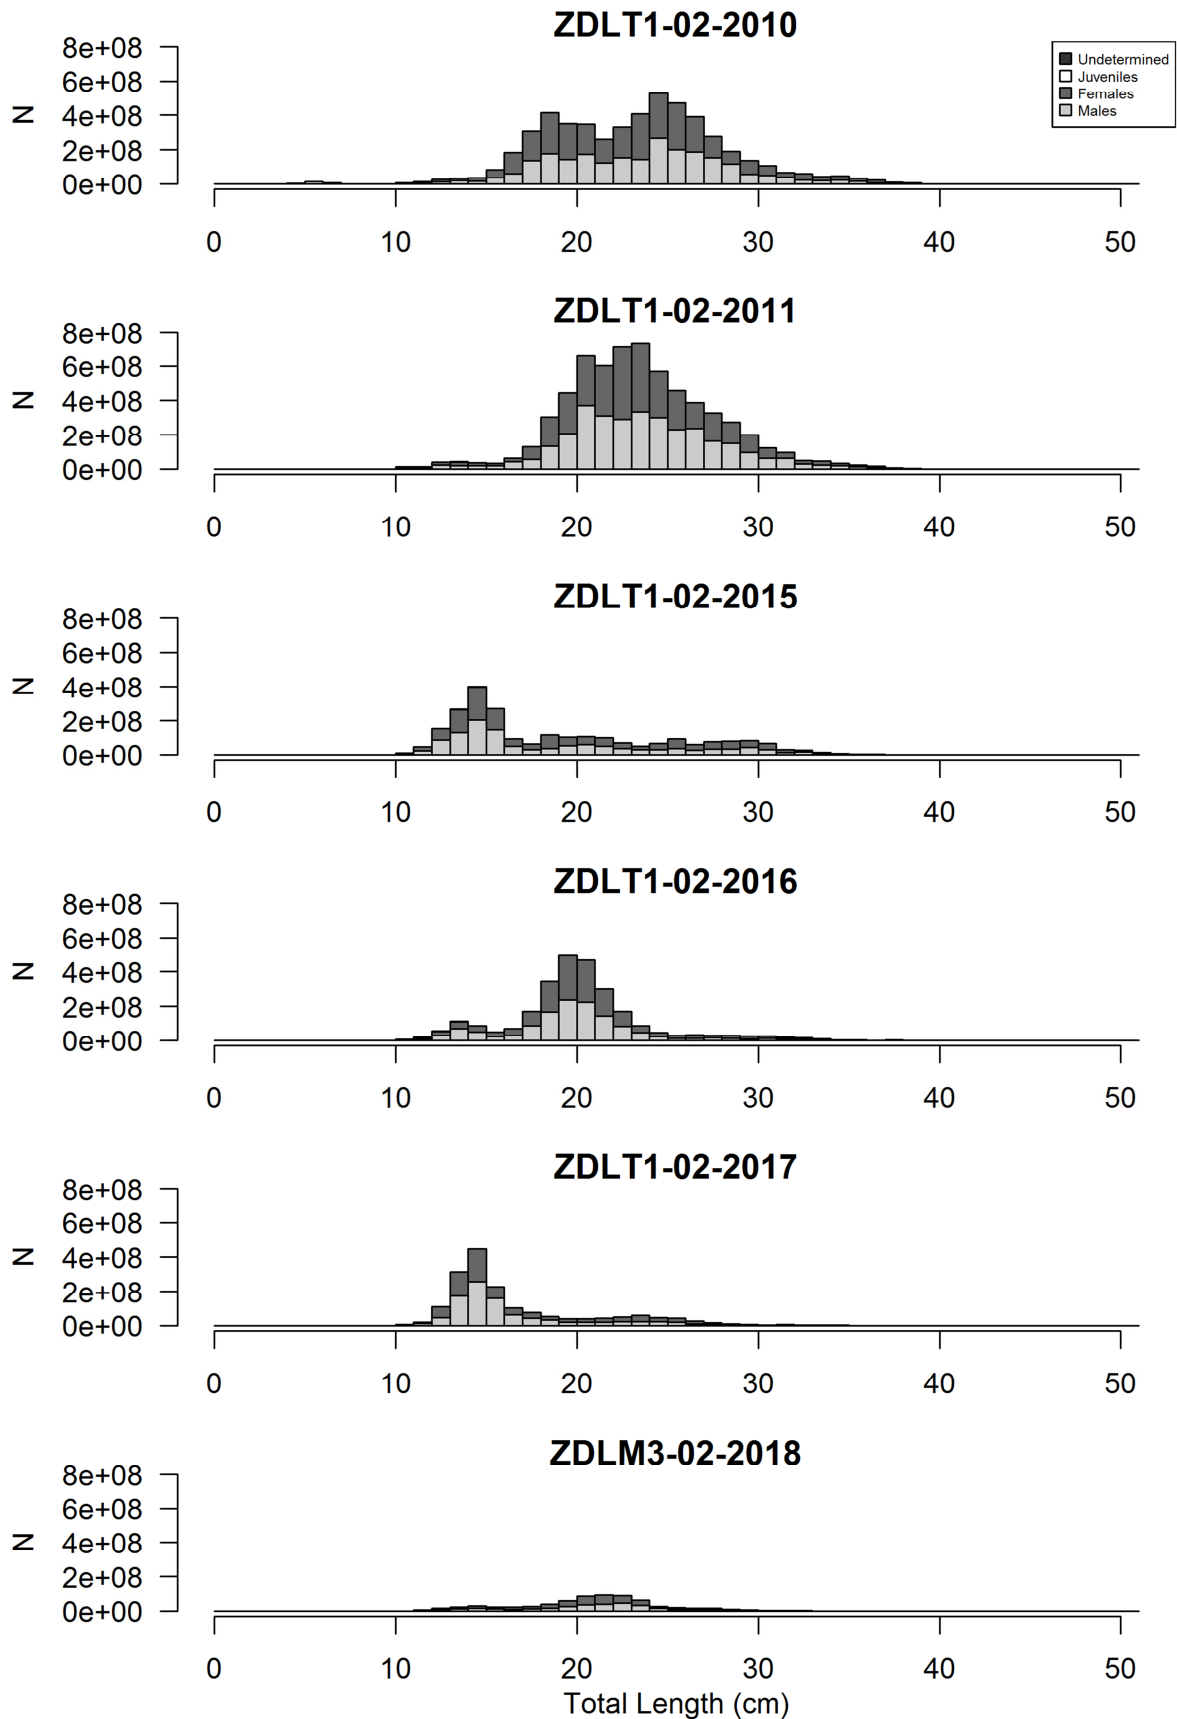 ZDLT1-02-2010
8e+08
6e+08
4e+08
2e+08
0e+00
N
Undetermined
Juveniles
Females
Males
0 10 20 30 40 50
ZDLT1-02-2011
8e+08
6e+08
4e+08
2e+08
0e+00
N
0 10 20 30 40 50
ZDLT1-02-2015
8e+08
6e+08
4e+08
2e+08
0e+00
N
0 10 20 30 40 50
ZDLT1-02-2016
8e+08
6e+08
4e+08
2e+08
0e+00
N
0 10 20 30 40 50
ZDLT1-02-2017
8e+08
6e+08
4e+08
2e+08
0e+00
N
0 10 20 30 40 50
ZDLM3-02-2018
8e+08
6e+08
4e+08
2e+08
0e+00
N
0 10 20 30 40 50
Total Length (cm)